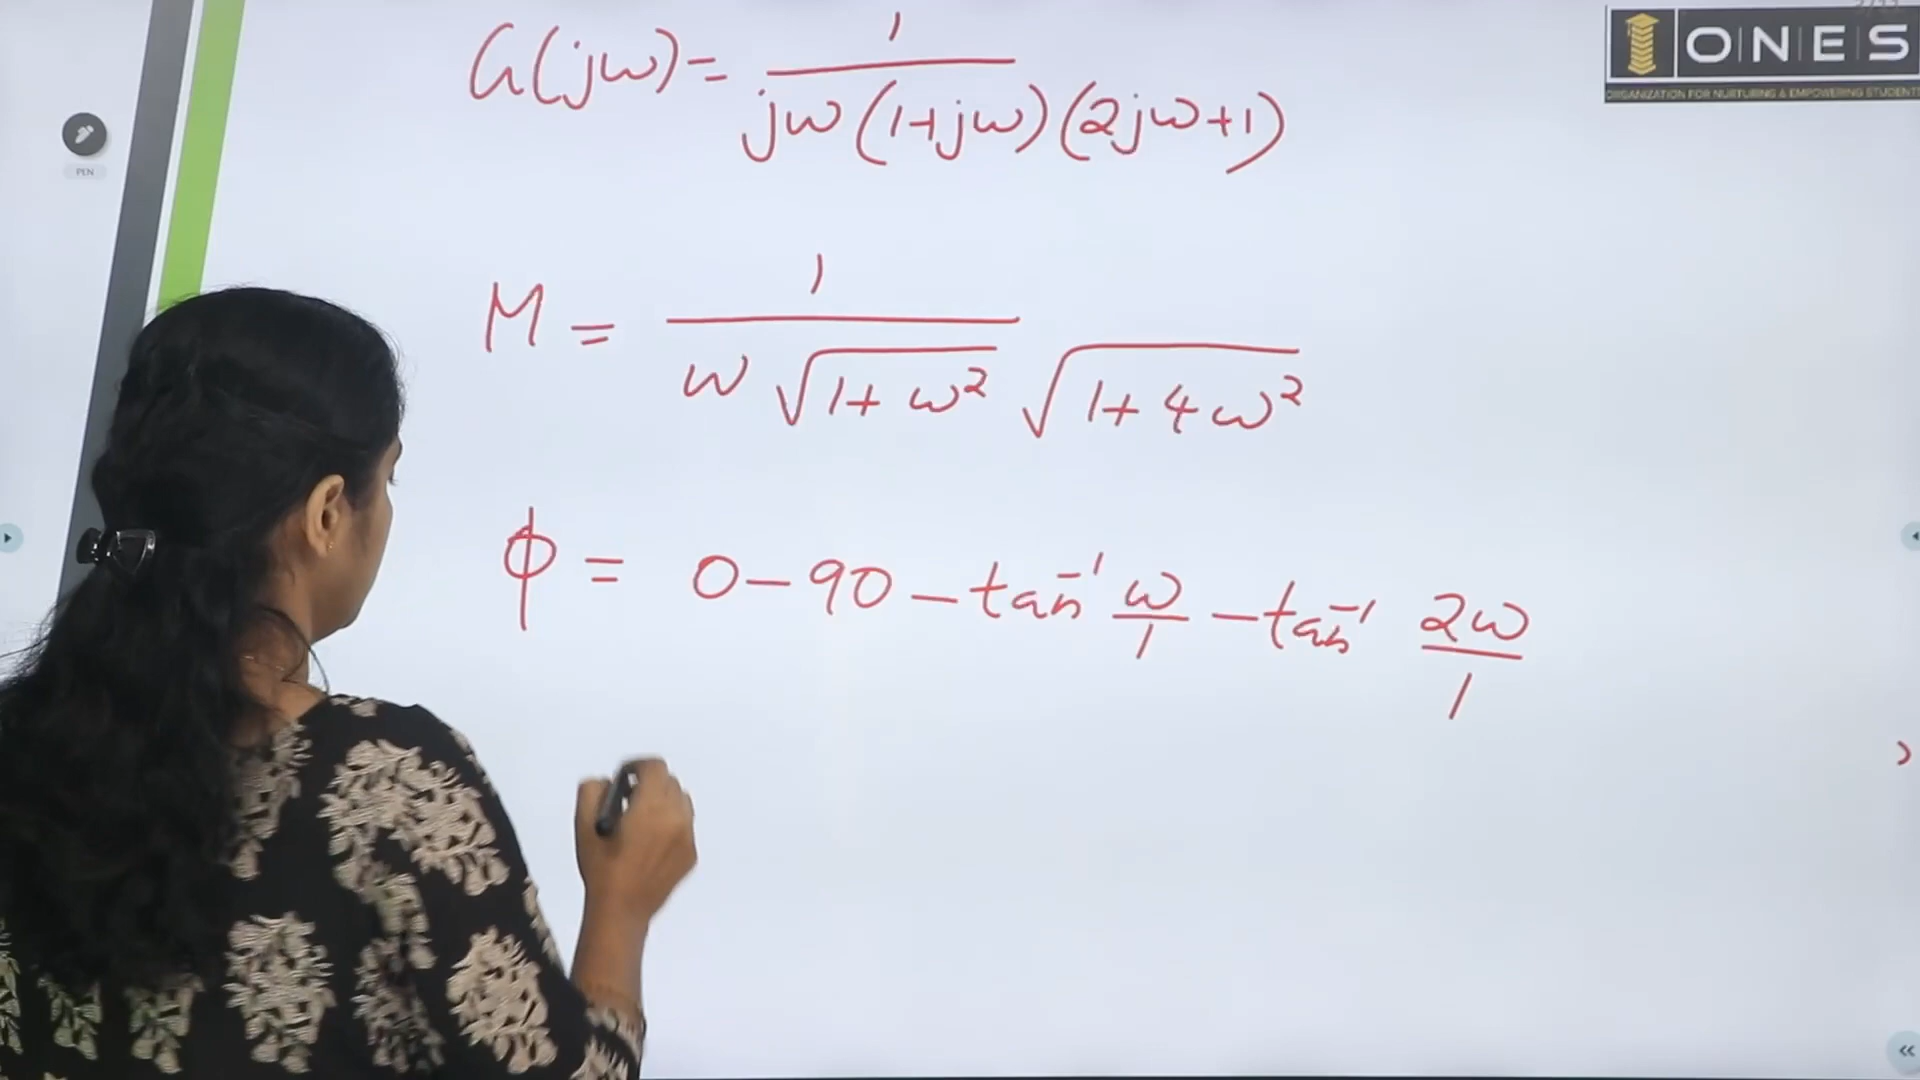 G(jω) = 1 / jω(1+jω)(2jω+1)
ONES
ORGANIZATION FOR NURTURING & EMPOWERING STUDENTS
PEN
M = 1 / ω √(1+ω²) √(1+4ω²)
ϕ = 0 - 90 - tan⁻¹ ω/1 - tan⁻¹ 2ω/1